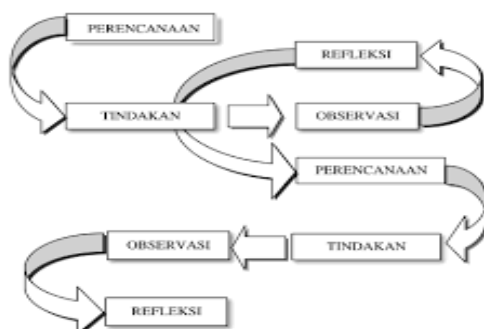 PERENCANAAN
REFLEKSI
TINDAKAN
OBSERVASI
PERENCANAAN
OBSERVASI
TINDAKAN
REFLEKSI